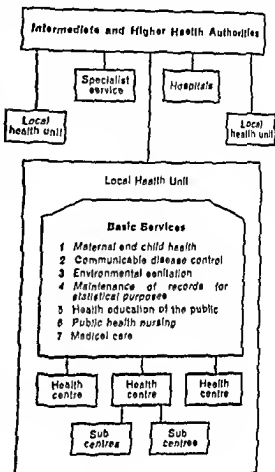 Intermediate and Higher Health Authorities
Specialist
service
Hospitals
Local
health unit
Local
health unit
Local Health Unit
Basic Services
1 Maternal and child health
2 Communicable disease control
3 Environmental sanitation
4 Maintenance of records for
statistical purposes
5 Health education of the public
6 Public health nursing
7 Medical care
Health
centre
Health
centre
Health
centre
Sub
centres
Sub
centres